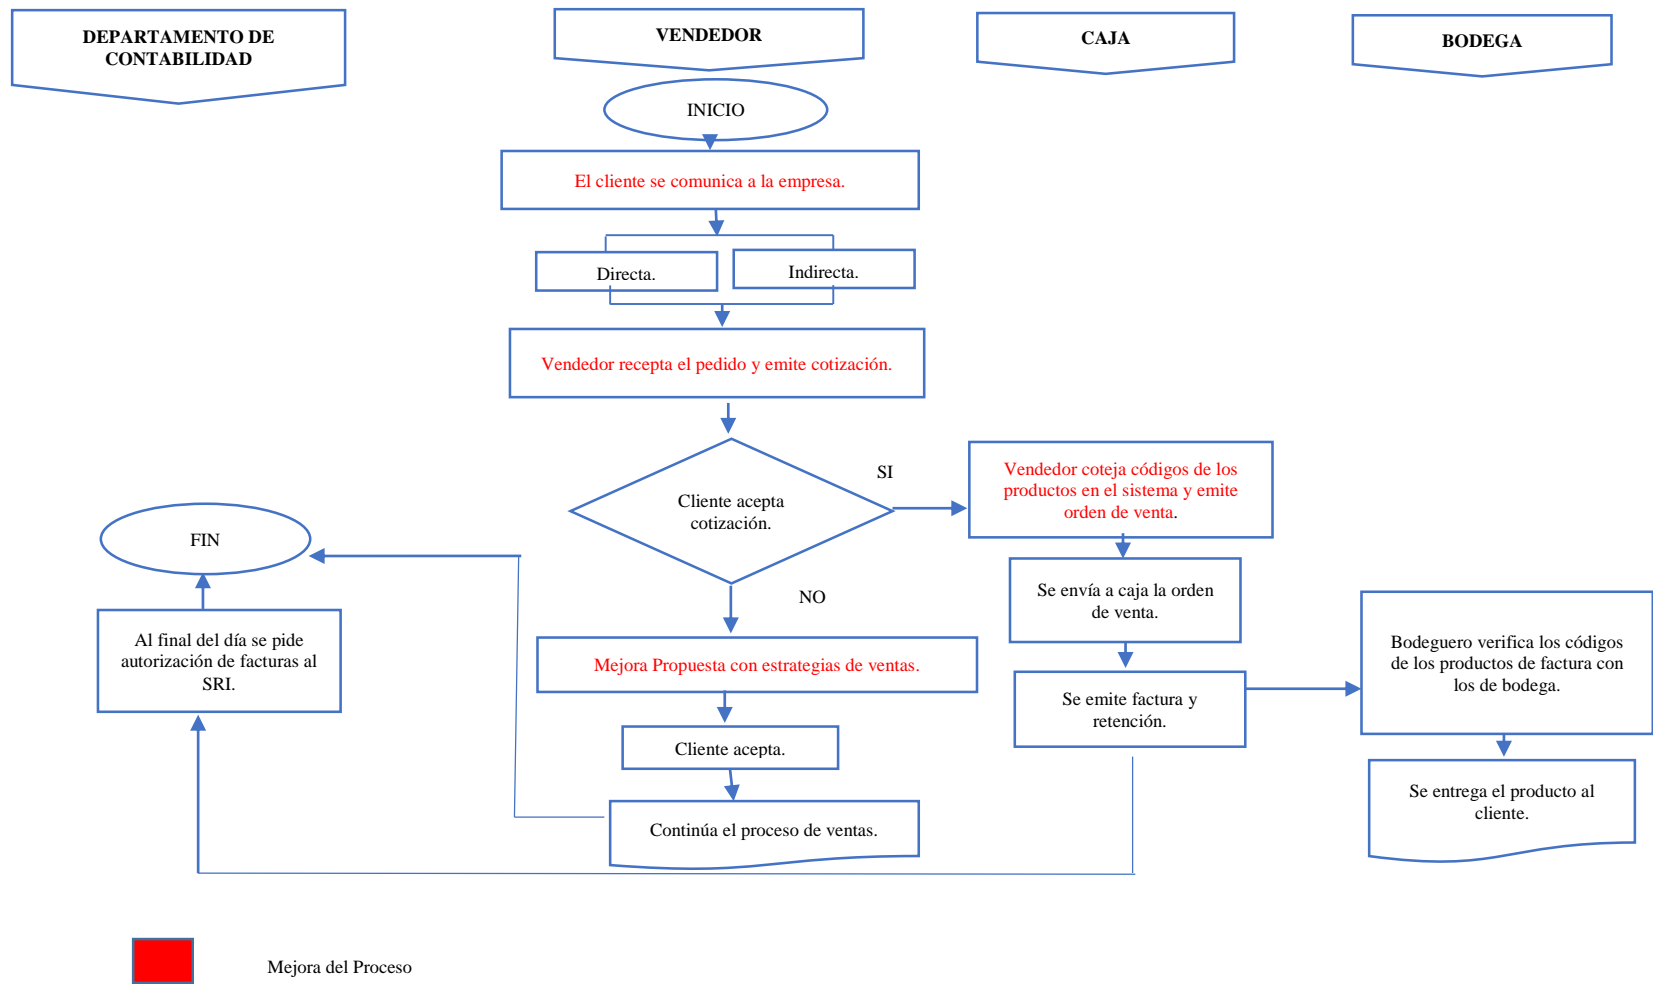 DEPARTAMENTO DE
CONTABILIDAD
VENDEDOR
CAJA
BODEGA
INICIO
El cliente se comunica a la empresa.
Directa.
Indirecta.
Vendedor recepta el pedido y emite cotización.
Cliente acepta
cotización.
SI
NO
Vendedor coteja códigos de los
productos en el sistema y emite
orden de venta.
Se envía a caja la orden
de venta.
Se emite factura y
retención.
Bodeguero verifica los códigos
de los productos de factura con
los de bodega.
Se entrega el producto al
cliente.
Mejora Propuesta con estrategias de ventas.
Cliente acepta.
Continúa el proceso de ventas.
FIN
Al final del día se pide
autorización de facturas al
SRI.
Mejora del Proceso